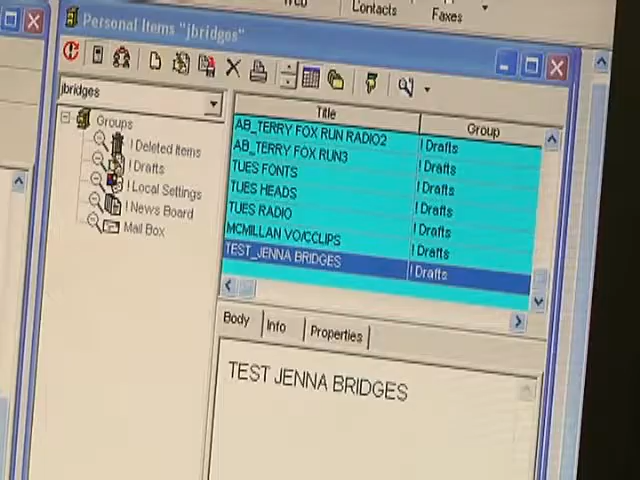 Contacts
Faxes
Personal Items "jbridges"
jbridges
Groups
! Deleted Items
! Drafts
! Local Settings
! News Board
Mail Box
Title Group
AB_TERRY FOX RUN RADIO2 ! Drafts
AB_TERRY FOX RUN3 ! Drafts
TUES FONTS ! Drafts
TUES HEADS ! Drafts
TUES RADIO ! Drafts
MCMILLAN VO/CCLIPS ! Drafts
TEST_JENNA BRIDGES ! Drafts
Body Info Properties
TEST JENNA BRIDGES